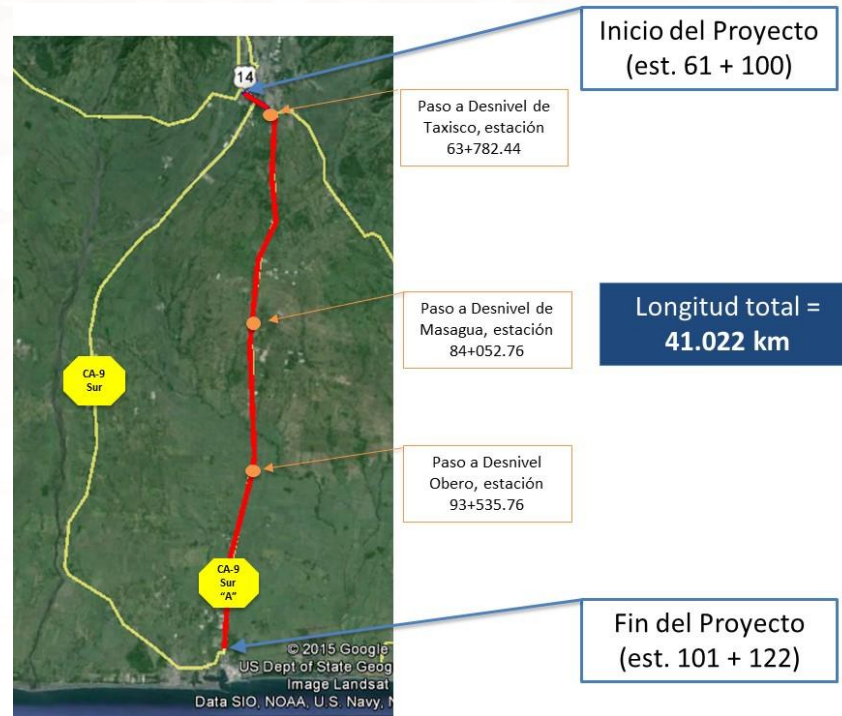 Inicio del Proyecto
(est. 61 + 100)
14
Paso a Desnivel de
Taxisco, estación
63+782.44
Paso a Desnivel de
Masagua, estación
84+052.76
Longitud total =
41.022 km
CA-9
Sur
Paso a Desnivel
Obero, estación
93+535.76
CA-9
Sur
“A”
Fin del Proyecto
(est. 101 + 122)
© 2015 Google
US Dept of State Geog
Image Landsat
Data SIO, NOAA, U.S. Navy, N